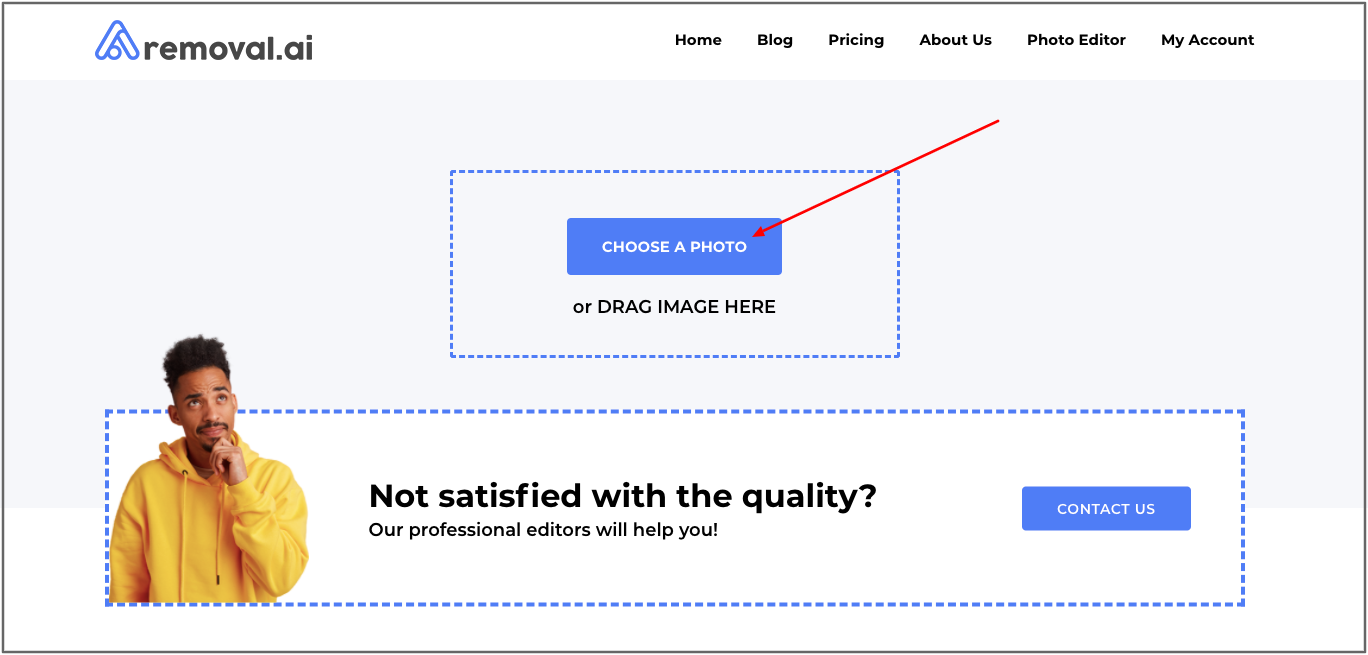 removal.ai
Home Blog Pricing About Us Photo Editor My Account
CHOOSE A PHOTO
or DRAG IMAGE HERE
Not satisfied with the quality?
Our professional editors will help you!
CONTACT US